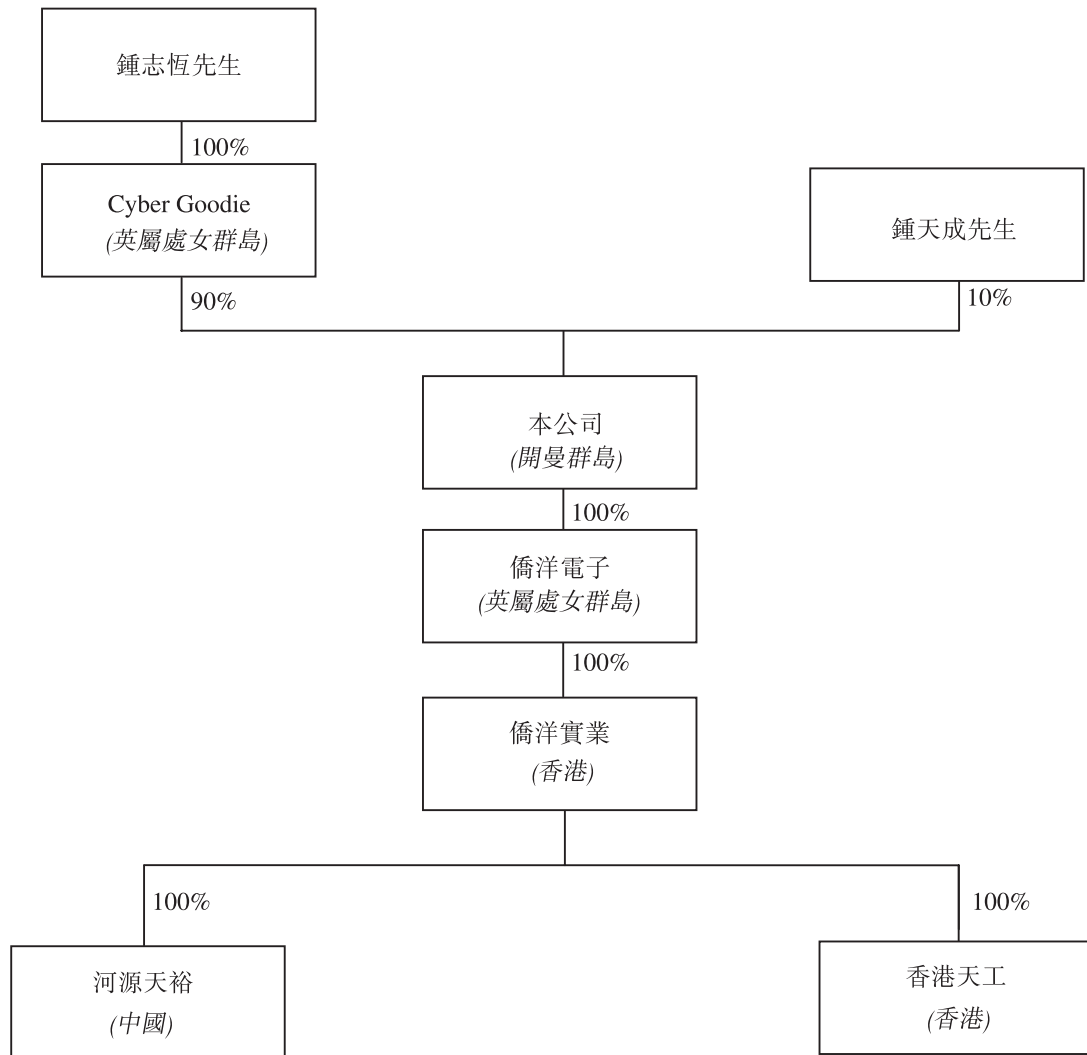 鍾志恆先生
100%
Cyber Goodie
(英屬處女群島)
鍾天成先生
90%
10%
本公司
(開曼群島)
100%
僑洋電子
(英屬處女群島)
100%
僑洋實業
(香港)
100%
100%
河源天裕
(中國)
香港天工
(香港)